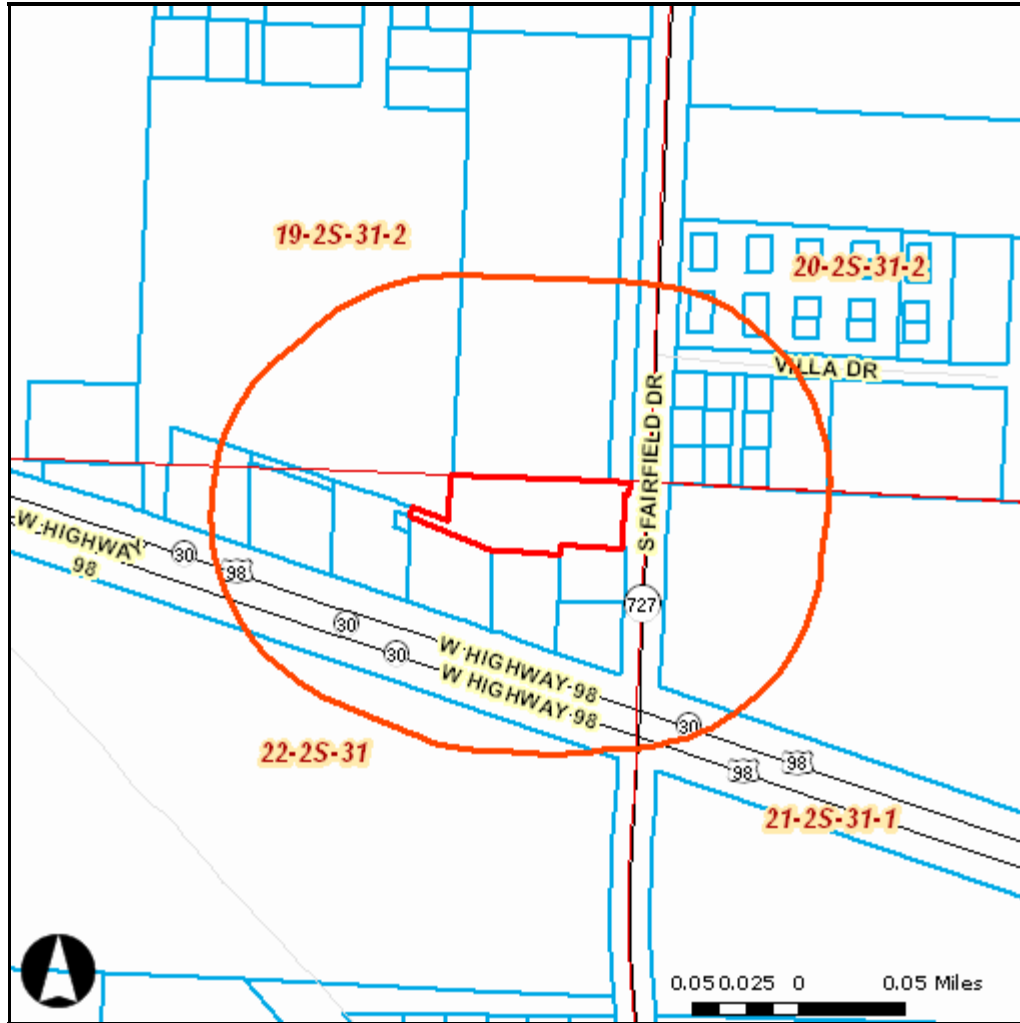 19-2S-31-2
20-2S-31-2
VILLA DR
S FAIRFIELD DR
W HIGHWAY
98
30
98
727
30
30
W HIGHWAY 98
W HIGHWAY 98
30
98
98
22-2S-31
21-2S-31-1
0.05 0.025 0 0.05 Miles